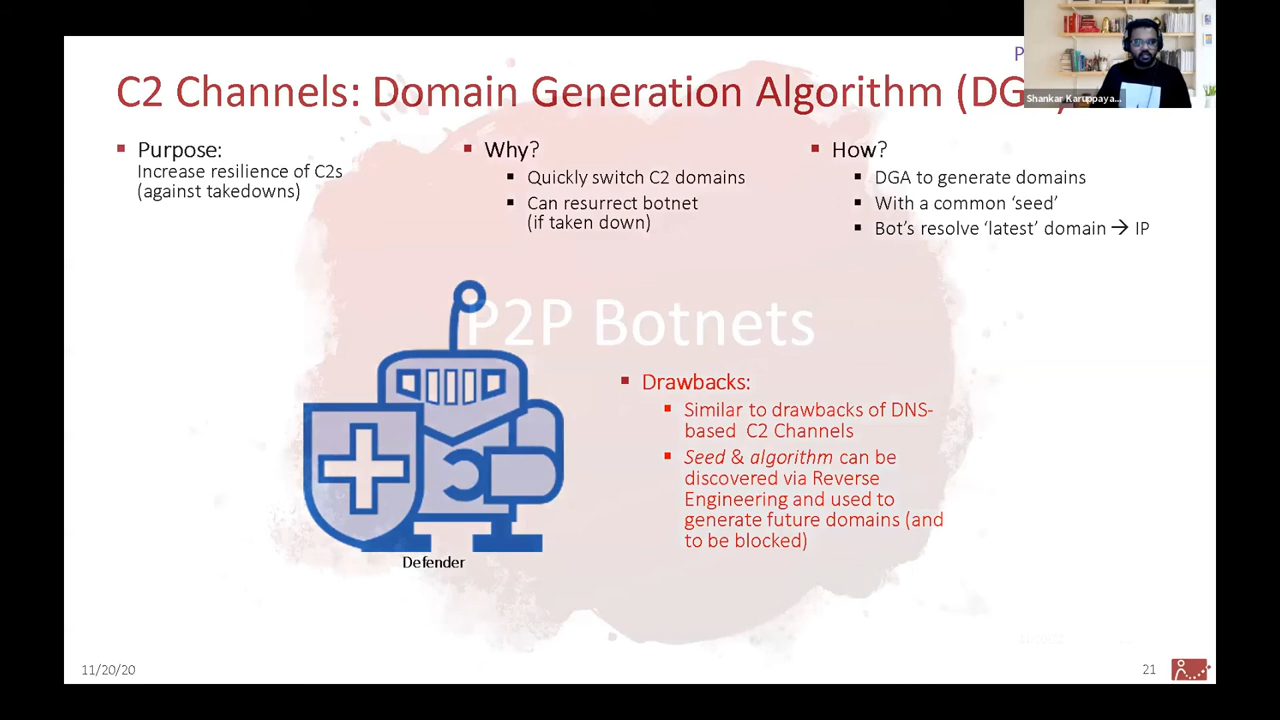 P
C2 Channels: Domain Generation Algorithm (DG
Shankar Karuppaya...
Purpose:
Increase resilience of C2s
(against takedowns)
Why?
Quickly switch C2 domains
Can resurrect botnet
(if taken down)
How?
DGA to generate domains
With a common ‘seed’
Bot’s resolve ‘latest’ domain → IP
P2P Botnets
Defender
Drawbacks:
Similar to drawbacks of DNS-
based C2 Channels
Seed & algorithm can be
discovered via Reverse
Engineering and used to
generate future domains (and
to be blocked)
11/20/20
21